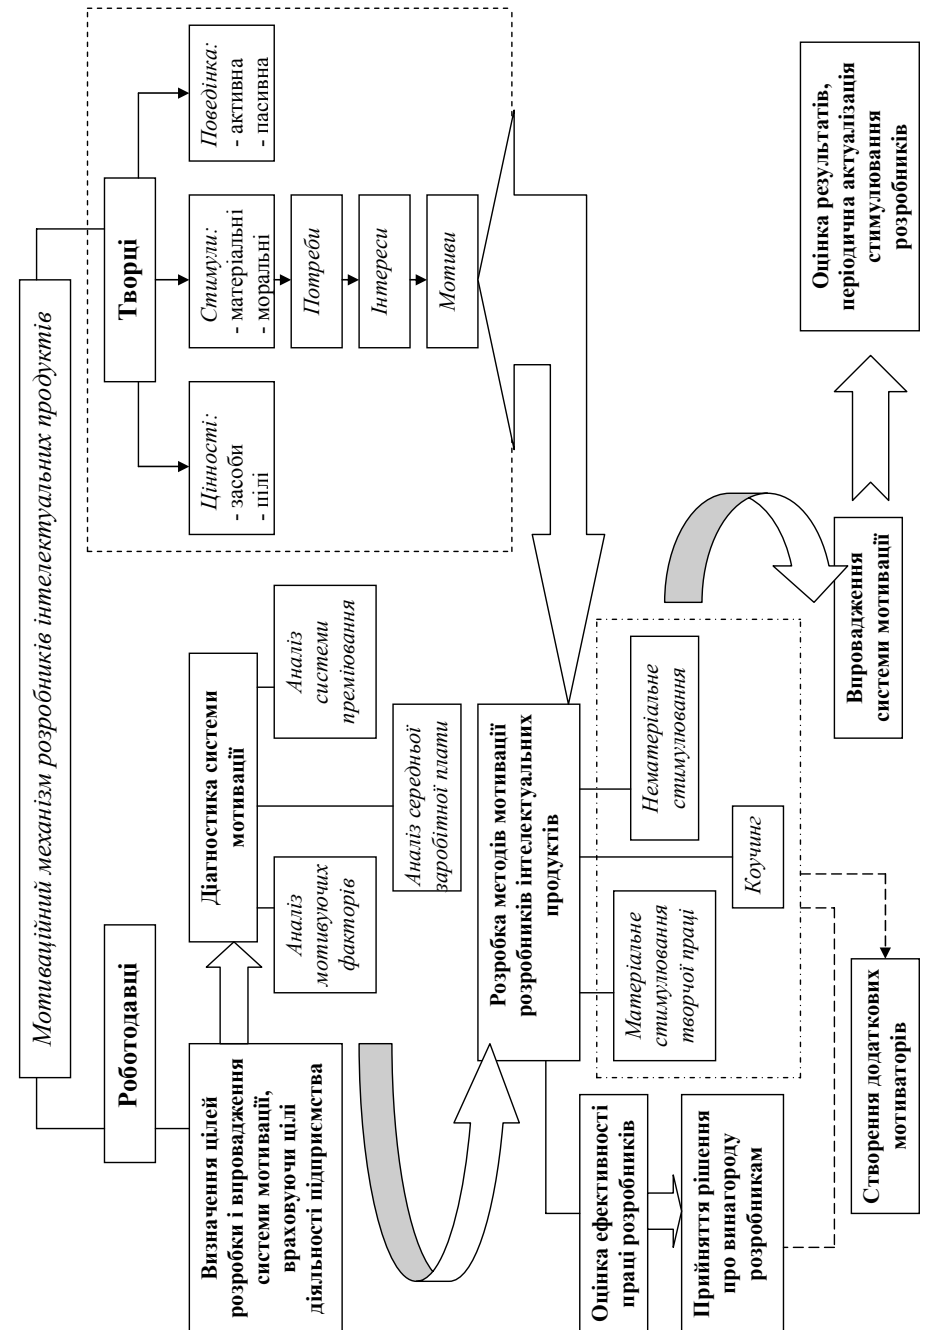 Мотиваційний механізм розробників інтелектуальних продуктів
Роботодавці
Творці
Визначення цілей
розробки і впровадження
системи мотивації,
враховуючи цілі
діяльності підприємства
Діагностика системи
мотивації
Аналіз
мотивуючих
факторів
Аналіз середньої
заробітної плати
Аналіз
системи
преміювання
Цінності:
- засоби
- цілі
Стимули:
- матеріальні
- моральні
Поведінка:
- активна
- пасивна
Потреби
Інтереси
Мотиви
Розробка методів мотивації
розробників інтелектуальних
продуктів
Оцінка ефективності
праці розробників
Прийняття рішення
про винагороду
розробникам
Матеріальне
стимулювання
творчої праці
Нематеріальне
стимулювання
Коучинг
Створення додаткових
мотиваторів
Впровадження
системи мотивації
Оцінка результатів,
періодична актуалізація
стимулювання
розробників